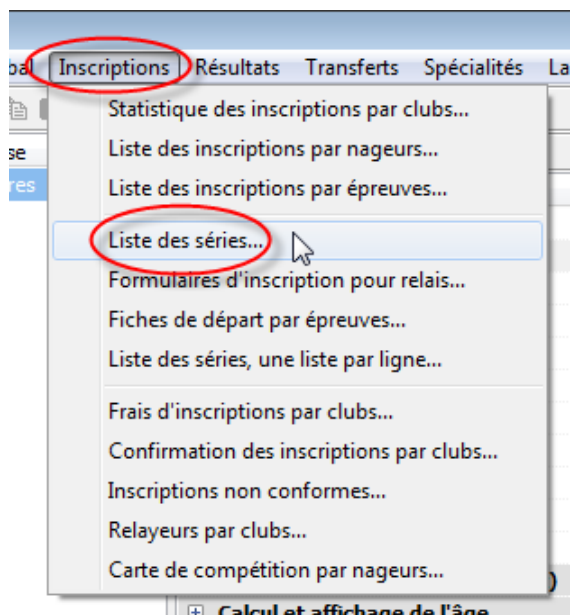 Inscriptions Résultats Transferts Spécialités
Statistique des inscriptions par clubs...
Liste des inscriptions par nageurs...
Liste des inscriptions par épreuves...
Liste des séries...
Formulaires d'inscription pour relais...
Fiches de départ par épreuves...
Liste des séries, une liste par ligne...
Frais d'inscriptions par clubs...
Confirmation des inscriptions par clubs...
Inscriptions non conformes...
Relayeurs par clubs...
Carte de compétition par nageurs...
Calcul et affichage de l'âge